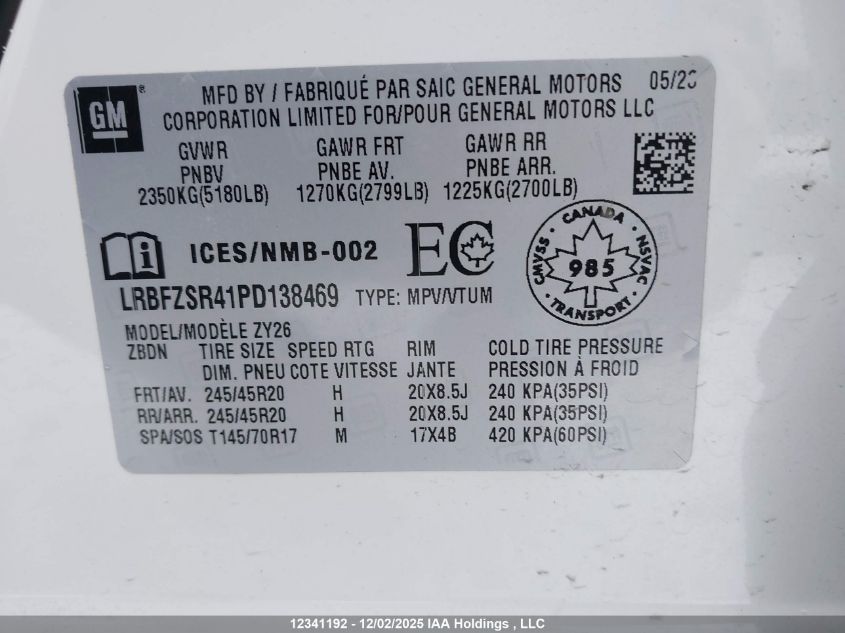 GM
MFD BY / FABRIQUÉ PAR SAIC GENERAL MOTORS 05/23
CORPORATION LIMITED FOR/POUR GENERAL MOTORS LLC
GVWR GAWR FRT GAWR RR
PNBV PNBE AV. PNBE ARR.
2350KG(5180LB) 1270KG(2799LB) 1225KG(2700LB)
ICES/NMB-002 EC
CANADA
CMVSS 985 NSVAC
TRANSPORT
LRBFZSR41PD138469 TYPE: MPV/VTUM
MODEL/MODÈLE ZY26
ZBDN TIRE SIZE SPEED RTG RIM COLD TIRE PRESSURE
DIM. PNEU COTE VITESSE JANTE PRESSION À FROID
FRT/AV. 245/45R20 H 20X8.5J 240 KPA(35PSI)
RR/ARR. 245/45R20 H 20X8.5J 240 KPA(35PSI)
SPA/SOS T145/70R17 M 17X4B 420 KPA(60PSI)
12341192 - 12/02/2025 IAA Holdings , LLC